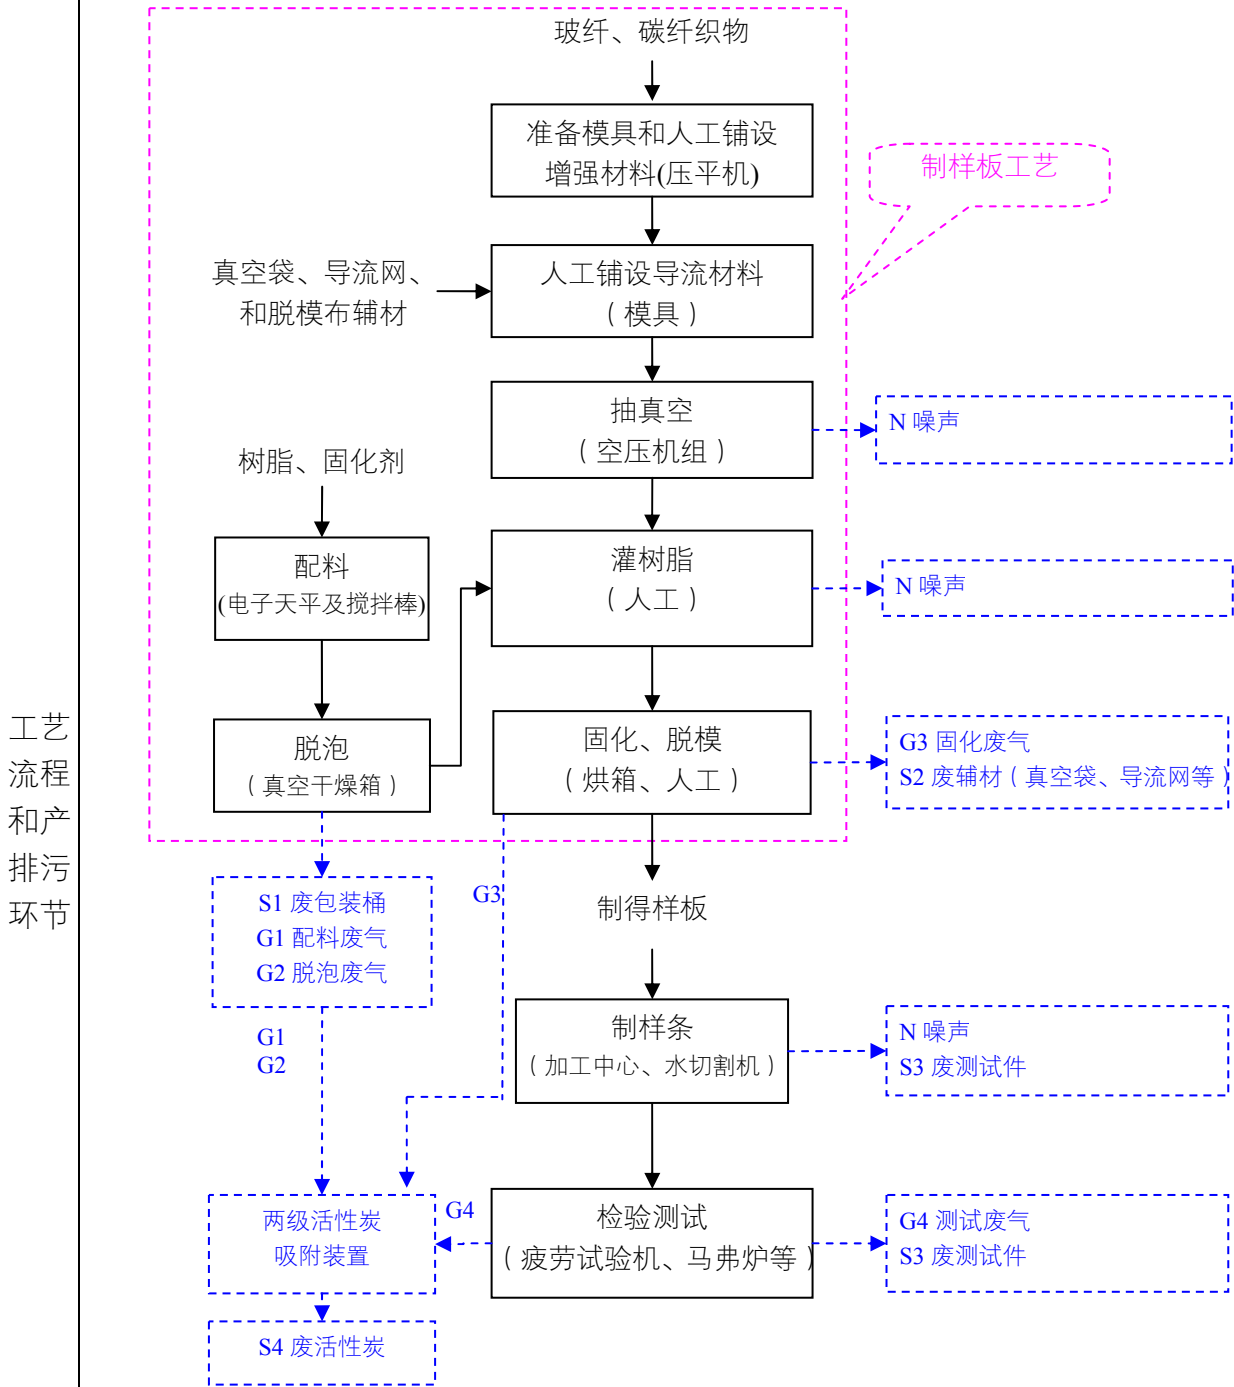 玻纤、碳纤织物
准备模具和人工铺设
增强材料(压平机)
制样板工艺
真空袋、导流网、
和脱模布辅材
人工铺设导流材料
（模具）
抽真空
（空压机组）
N 噪声
树脂、固化剂
配料
(电子天平及搅拌棒)
灌树脂
（人工）
N 噪声
脱泡
（真空干燥箱）
固化、脱模
（烘箱、人工）
G3 固化废气
S2 废辅材（真空袋、导流网等）
工艺
流程
和产
排污
环节
S1 废包装桶
G1 配料废气
G2 脱泡废气
G3
制得样板
G1
G2
制样条
（加工中心、水切割机）
N 噪声
S3 废测试件
两级活性炭
吸附装置
G4
检验测试
（疲劳试验机、马弗炉等）
G4 测试废气
S3 废测试件
S4 废活性炭